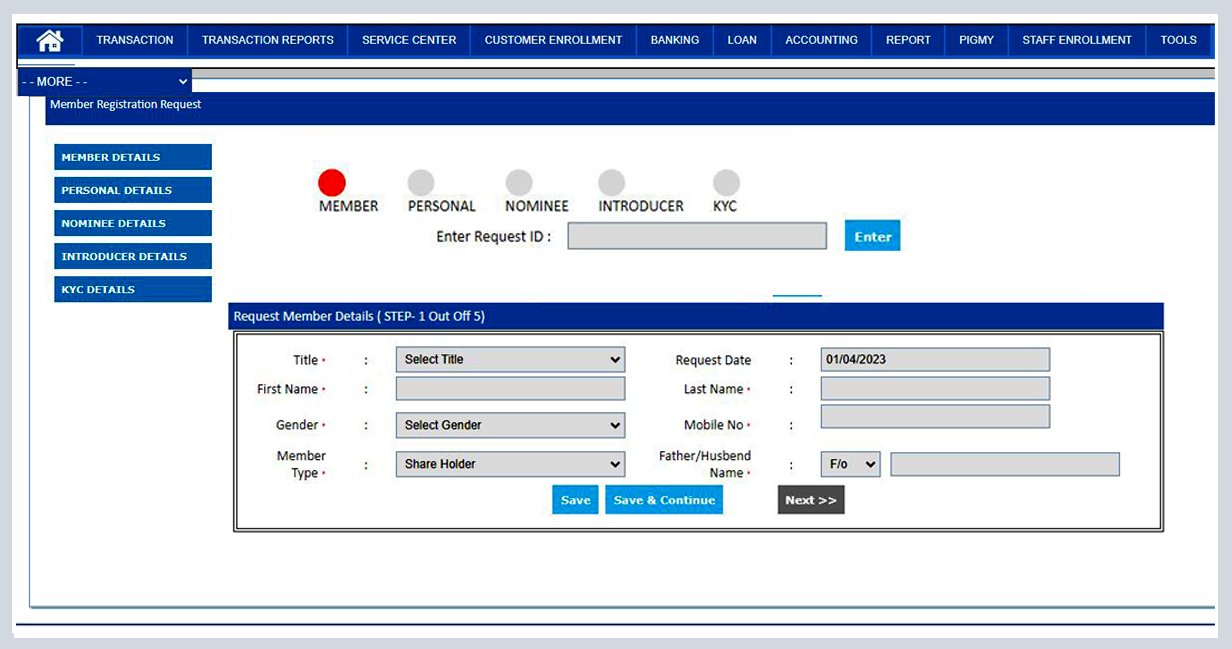 TRANSACTION TRANSACTION REPORTS SERVICE CENTER CUSTOMER ENROLLMENT BANKING LOAN ACCOUNTING REPORT PIGMY STAFF ENROLLMENT TOOLS
- - MORE - -
Member Registration Request
MEMBER DETAILS
PERSONAL DETAILS
NOMINEE DETAILS
INTRODUCER DETAILS
KYC DETAILS
MEMBER PERSONAL NOMINEE INTRODUCER KYC
Enter Request ID : Enter
Request Member Details ( STEP- 1 Out Off 5)
Title * : Select Title Request Date : 01/04/2023
First Name * : Last Name * :
Gender * : Select Gender Mobile No * :
Member Type * : Share Holder Father/Husbend Name * : F/o
Save Save & Continue Next >>